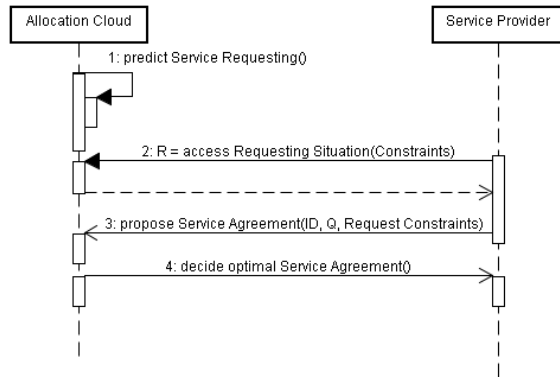 Allocation Cloud
Service Provider
1: predict Service Requesting()
2: R = access Requesting Situation(Constraints)
3: propose Service Agreement(ID, Q, Request Constraints)
4: decide optimal Service Agreement()